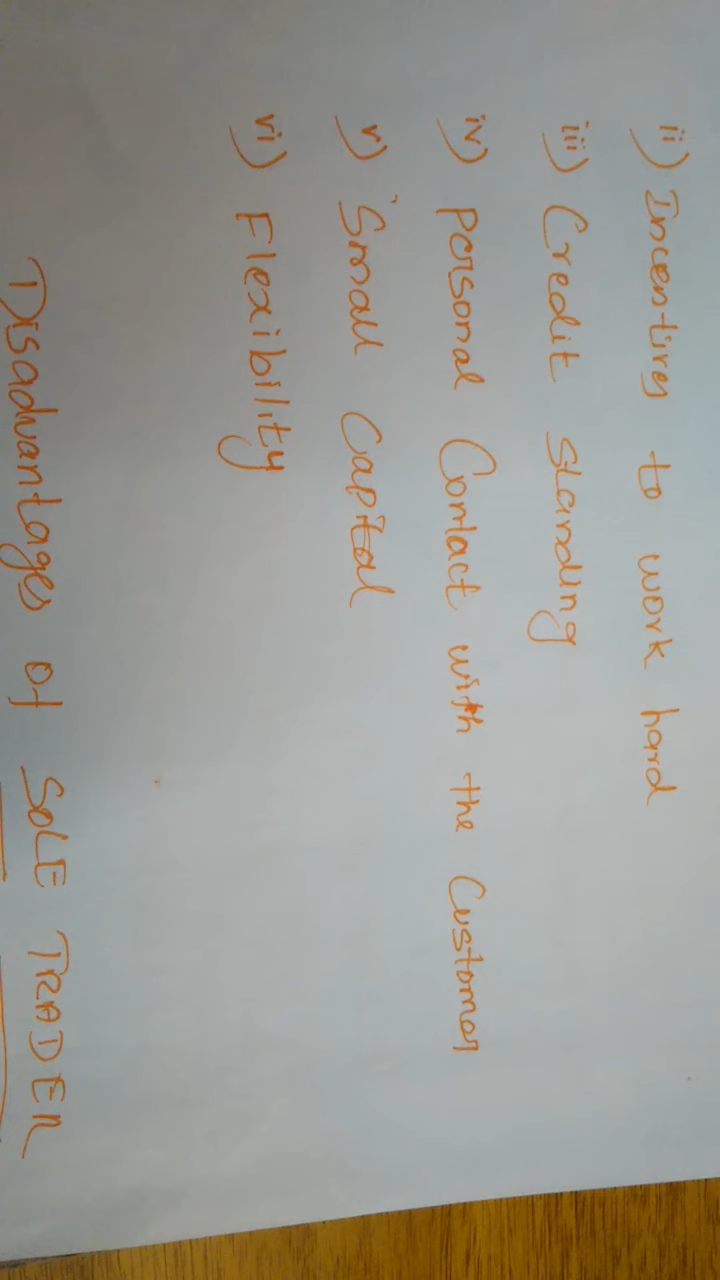 ii) Incentives to work hard
iii) Credit standing
iv) Personal Contact with the Customer
v) Small Capital
vi) Flexibility
Disadvantages of SOLE TRADER